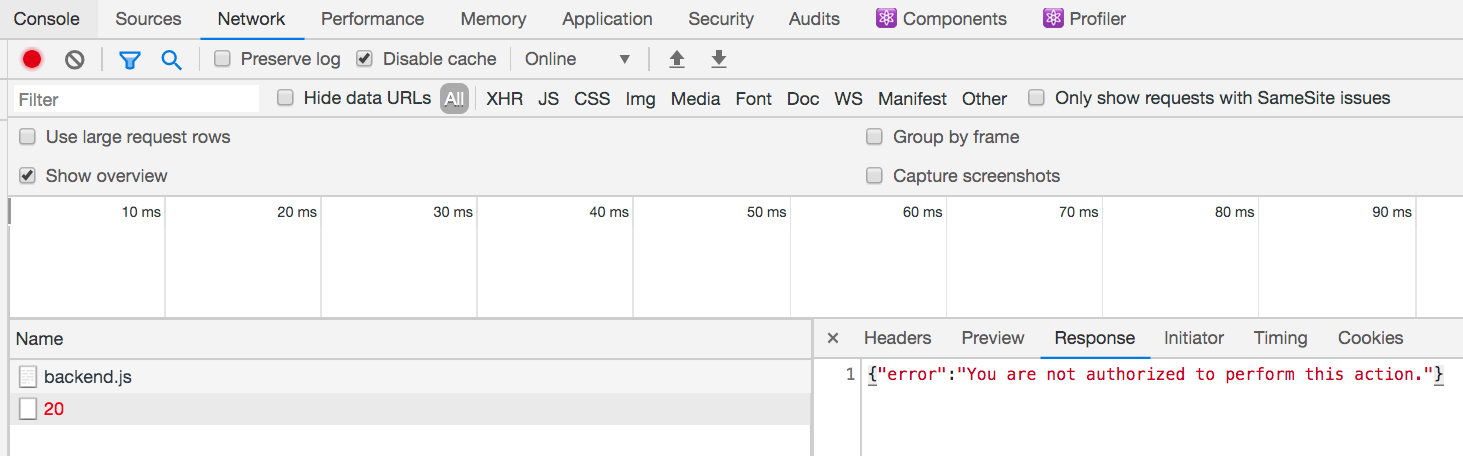 Console Sources Network Performance Memory Application Security Audits Components Profiler
Preserve log Disable cache Online
Filter Hide data URLs All XHR JS CSS Img Media Font Doc WS Manifest Other Only show requests with SameSite issues
Use large request rows Group by frame
Show overview Capture screenshots
10 ms 20 ms 30 ms 40 ms 50 ms 60 ms 70 ms 80 ms 90 ms
Name × Headers Preview Response Initiator Timing Cookies
backend.js 1 {"error":"You are not authorized to perform this action."}
20